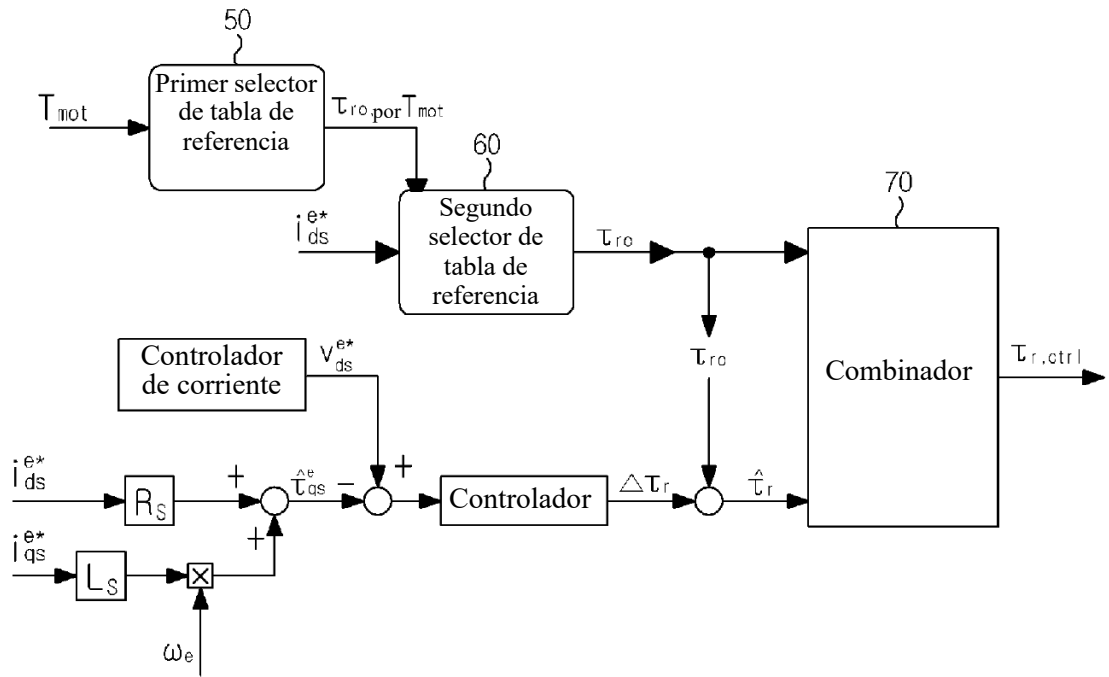 50
Primer selector
de tabla de
referencia
T_mot
τ_ro,por T_mot
60
Segundo
selector de
tabla de
referencia
i_ds^e*
τ_ro
70
Combinador
τ_r,ctrl
τ_ro
Controlador
de corriente
v_ds^e*
i_ds^e*
R_S
+
τ̂_qs^e
−
+
Controlador
△τ_r
τ̂_r
+
i_qs^e*
L_S
×
ω_e